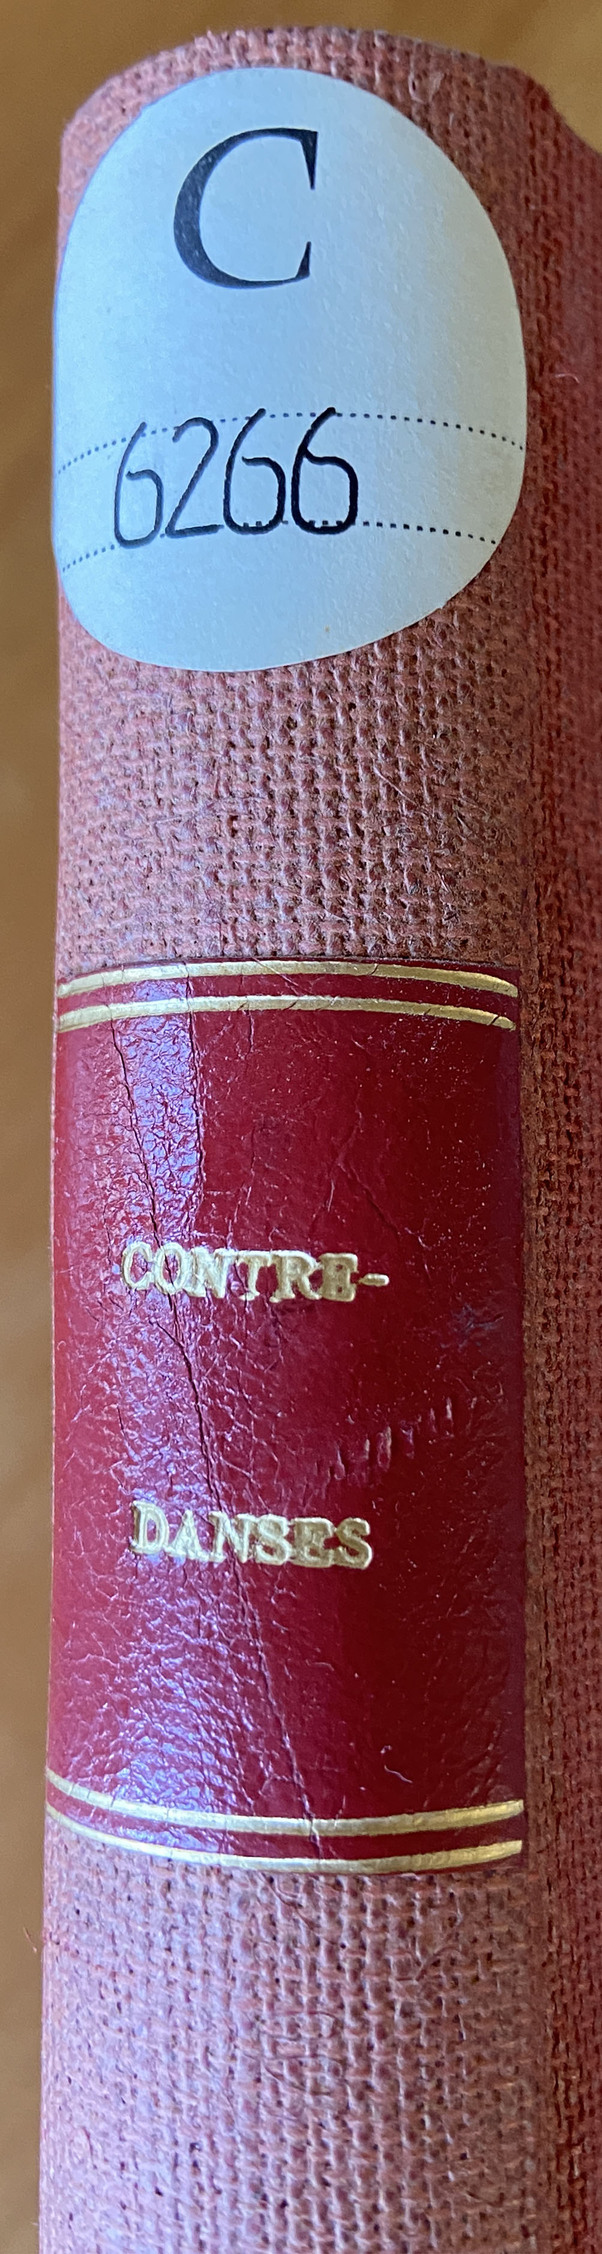 C
6266
CONTRE-
DANSES